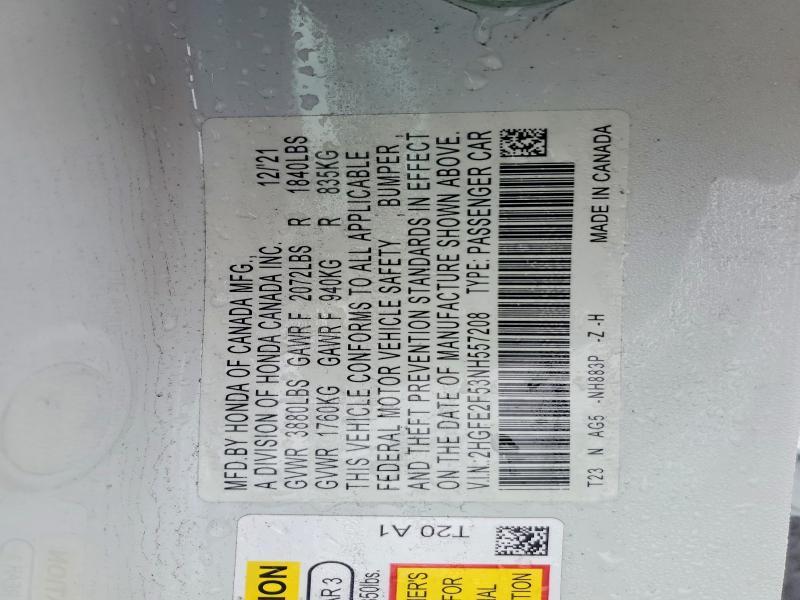 MFD.BY HONDA OF CANADA MFG.,
A DIVISION OF HONDA CANADA INC. 12/'21
GVWR 3880LBS GAWR F 2072LBS R 1840LBS
GVWR 1760KG GAWR F 940KG R 835KG
THIS VEHICLE CONFORMS TO ALL APPLICABLE
FEDERAL MOTOR VEHICLE SAFETY , BUMPER ,
AND THEFT PREVENTION STANDARDS IN EFFECT
ON THE DATE OF MANUFACTURE SHOWN ABOVE.
V.I.N: 2HGFE2F53NH557208 TYPE: PASSENGER CAR
T23 N AG5 -NH883P -Z -H MADE IN CANADA
T20 A1